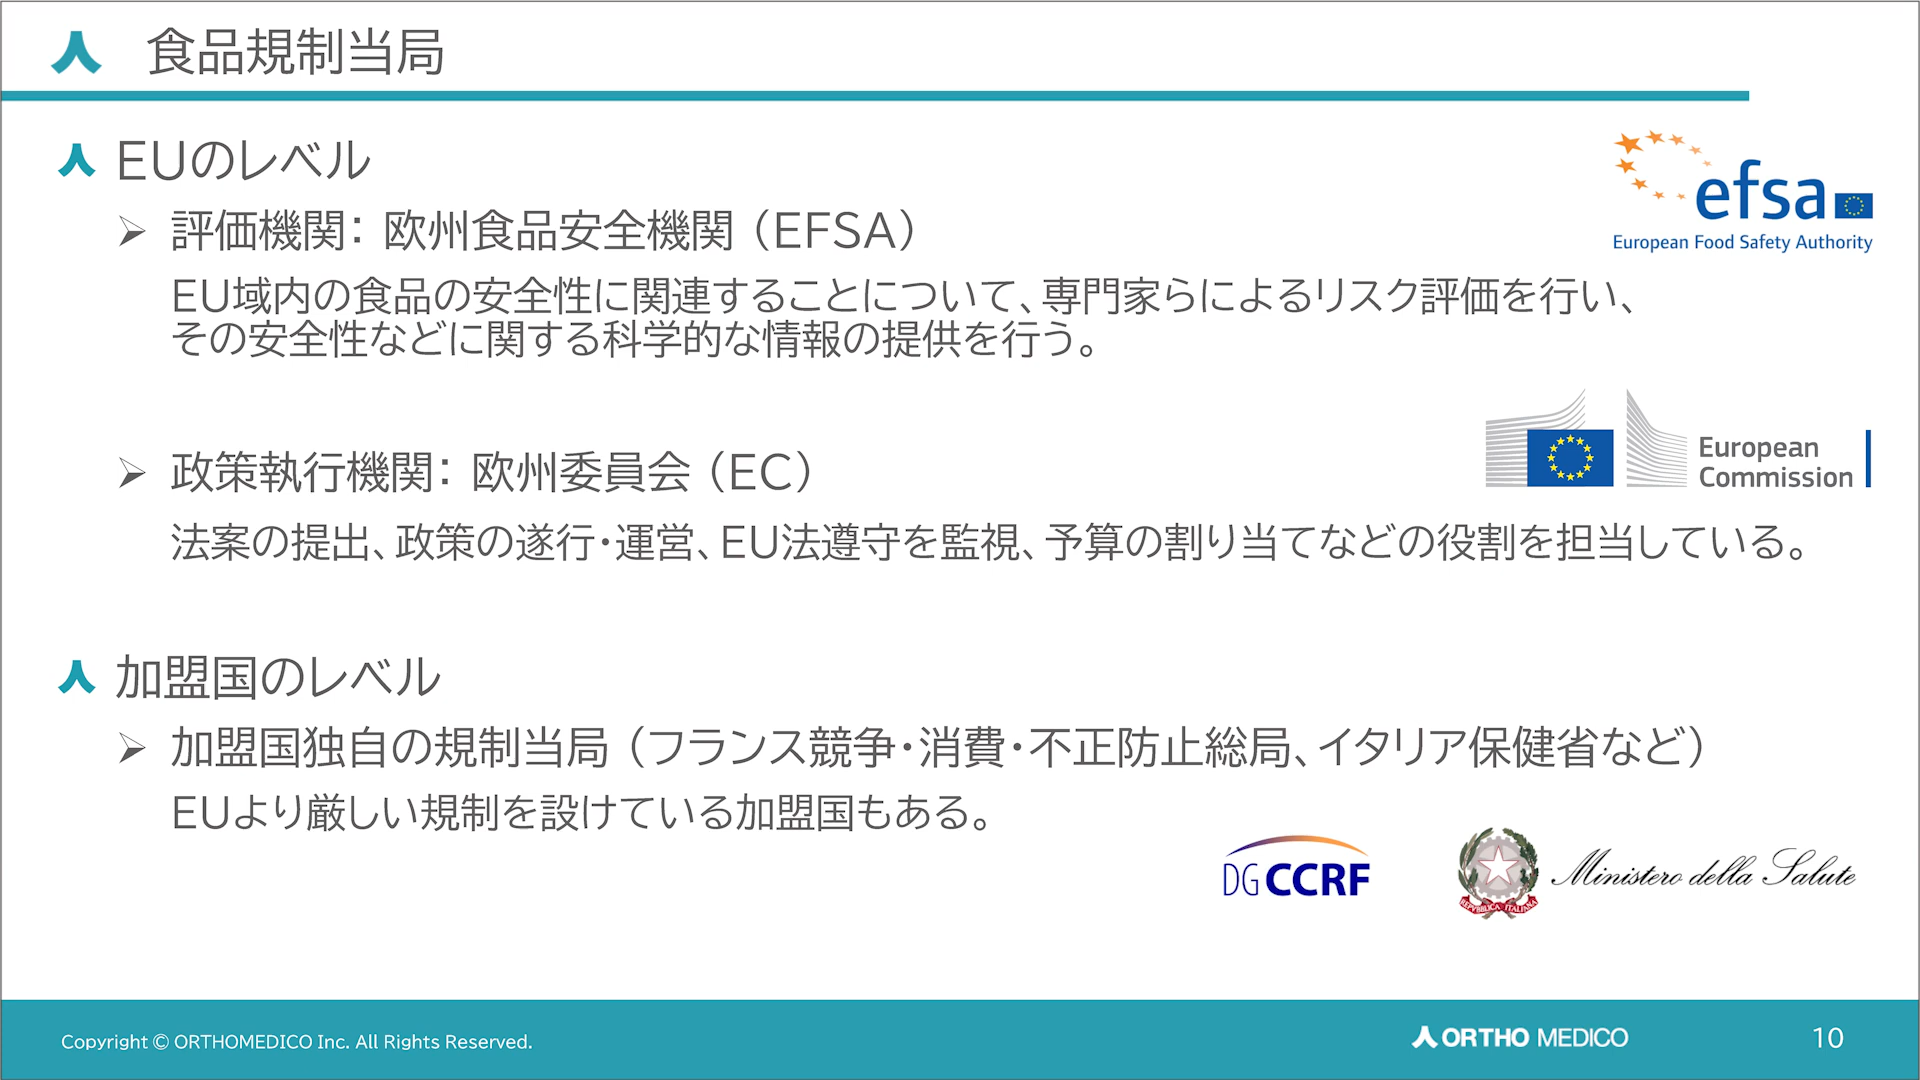 食品規制当局
EUのレベル
評価機関： 欧州食品安全機関（EFSA）
EU域内の食品の安全性に関連することについて、専門家らによるリスク評価を行い、
その安全性などに関する科学的な情報の提供を行う。
efsa
European Food Safety Authority
政策執行機関： 欧州委員会（EC）
法案の提出、政策の遂行・運営、EU法遵守を監視、予算の割り当てなどの役割を担当している。
European
Commission
加盟国のレベル
加盟国独自の規制当局（フランス競争・消費・不正防止総局、イタリア保健省など）
EUより厳しい規制を設けている加盟国もある。
DG CCRF
REPVBBLICA ITALIANA
Ministero della Salute
Copyright © ORTHOMEDICO Inc. All Rights Reserved.
ORTHO MEDICO
10